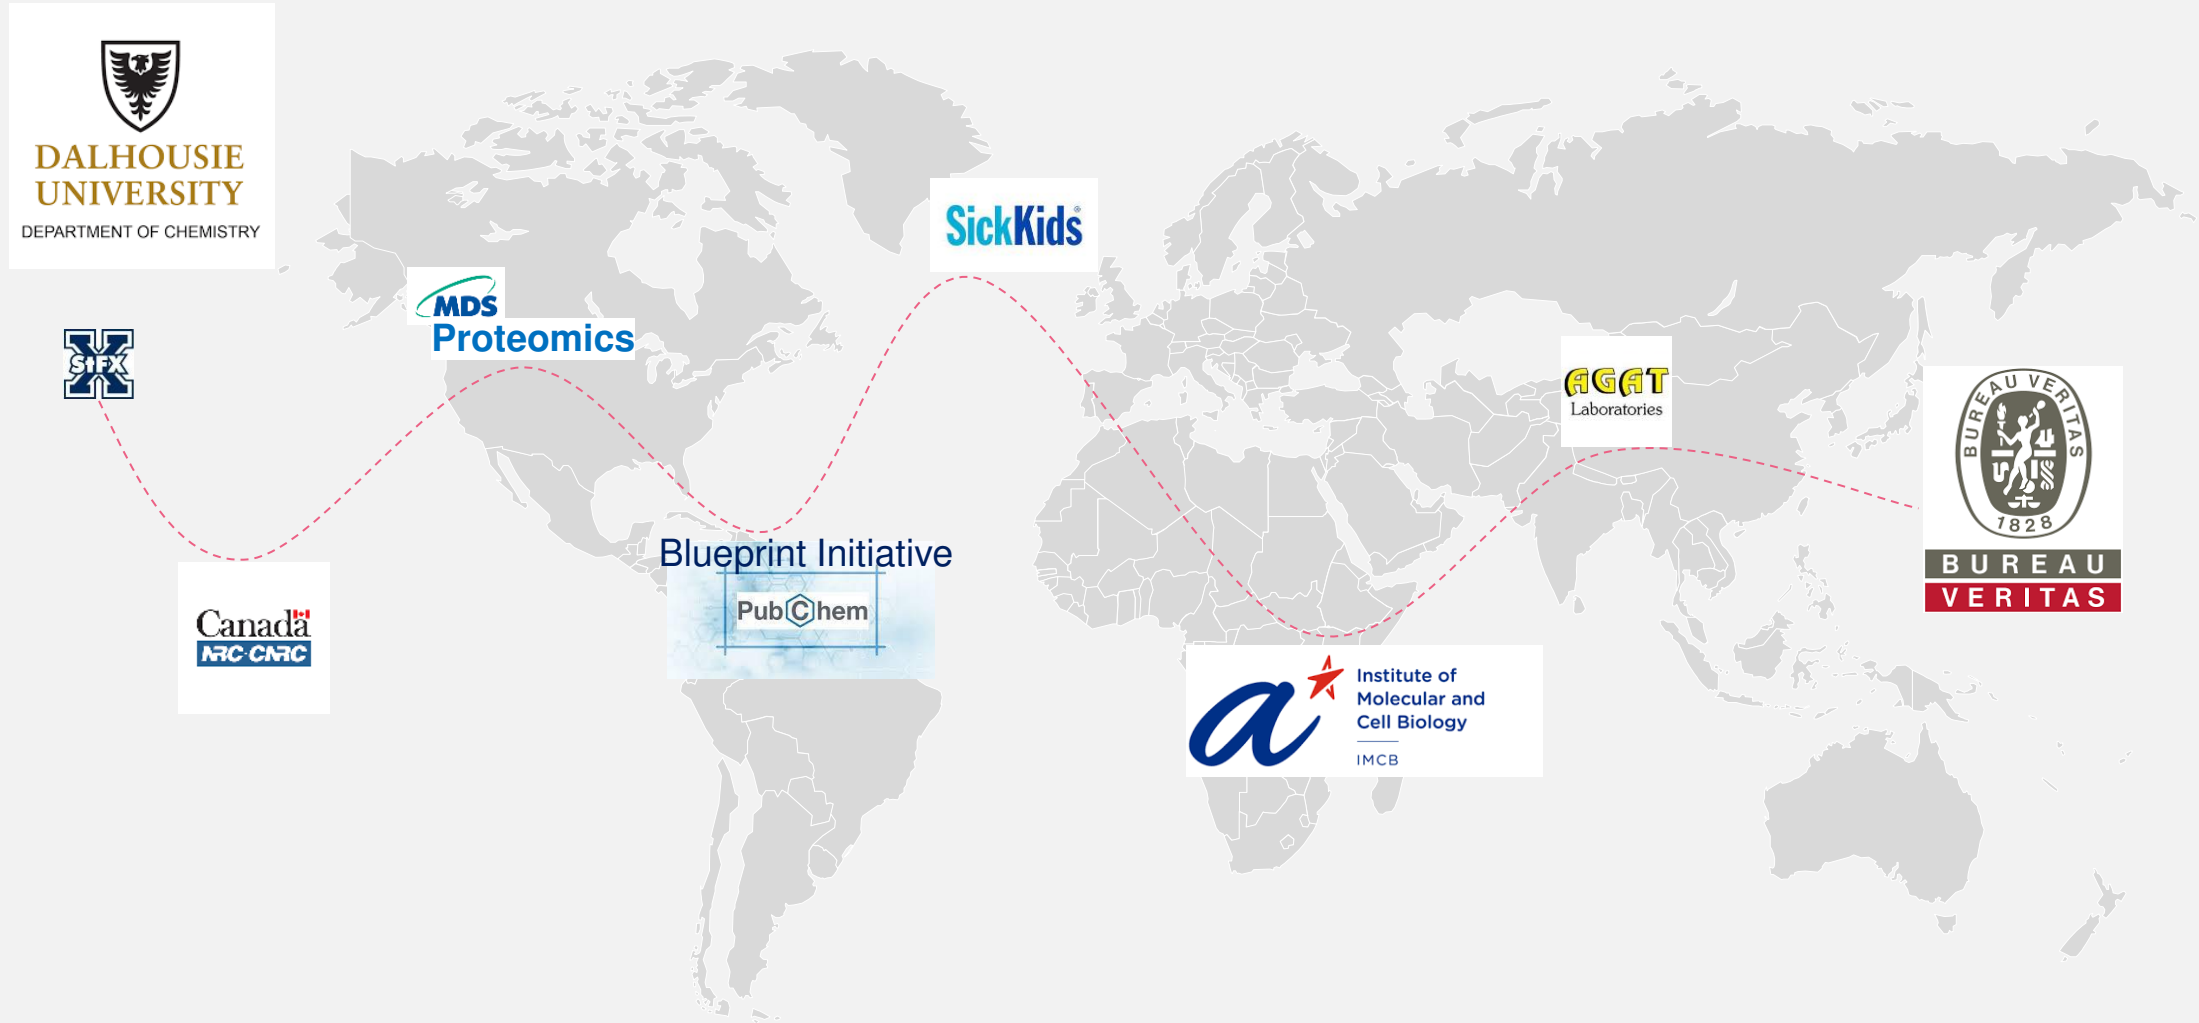 DALHOUSIE
UNIVERSITY
DEPARTMENT OF CHEMISTRY
StFX
MDS
Proteomics
SickKids®
Canada
NRC·CNRC
Blueprint Initiative
PubChem
Institute of
Molecular and
Cell Biology
IMCB
AGAT
Laboratories
BUREAU VERITAS
1828
BUREAU
VERITAS